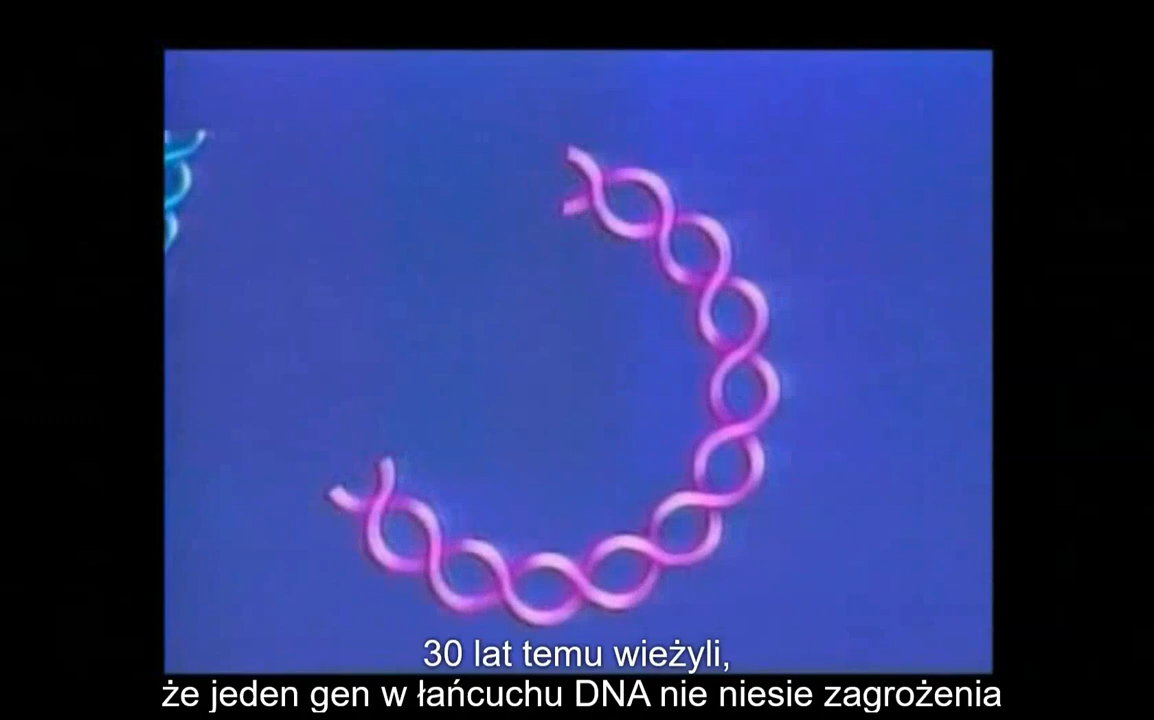 30 lat temu wieżyli,
że jeden gen w łańcuchu DNA nie niesie zagrożenia